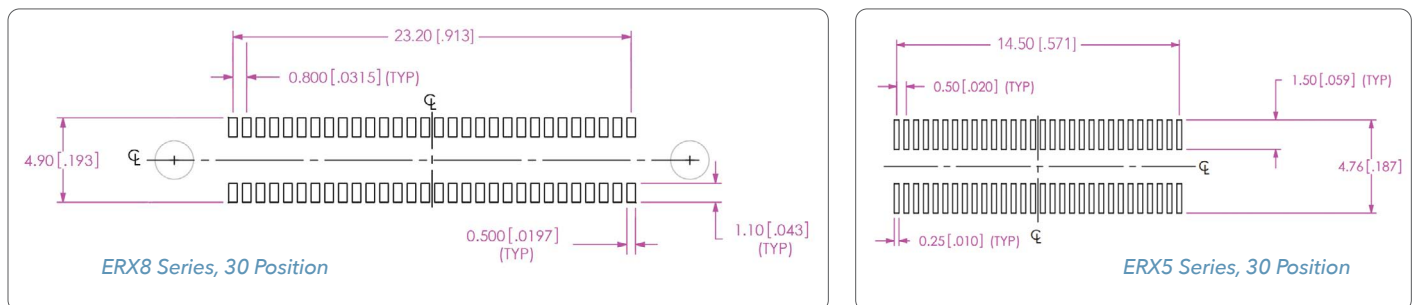 23.20 [.913]
0.800 [.0315] (TYP)
℄
4.90 [.193]
℄
0.500 [.0197]
(TYP)
1.10 [.043]
(TYP)
ERX8 Series, 30 Position
14.50 [.571]
0.50 [.020] (TYP)
1.50 [.059] (TYP)
℄
4.76 [.187]
0.25 [.010] (TYP)
℄
ERX5 Series, 30 Position